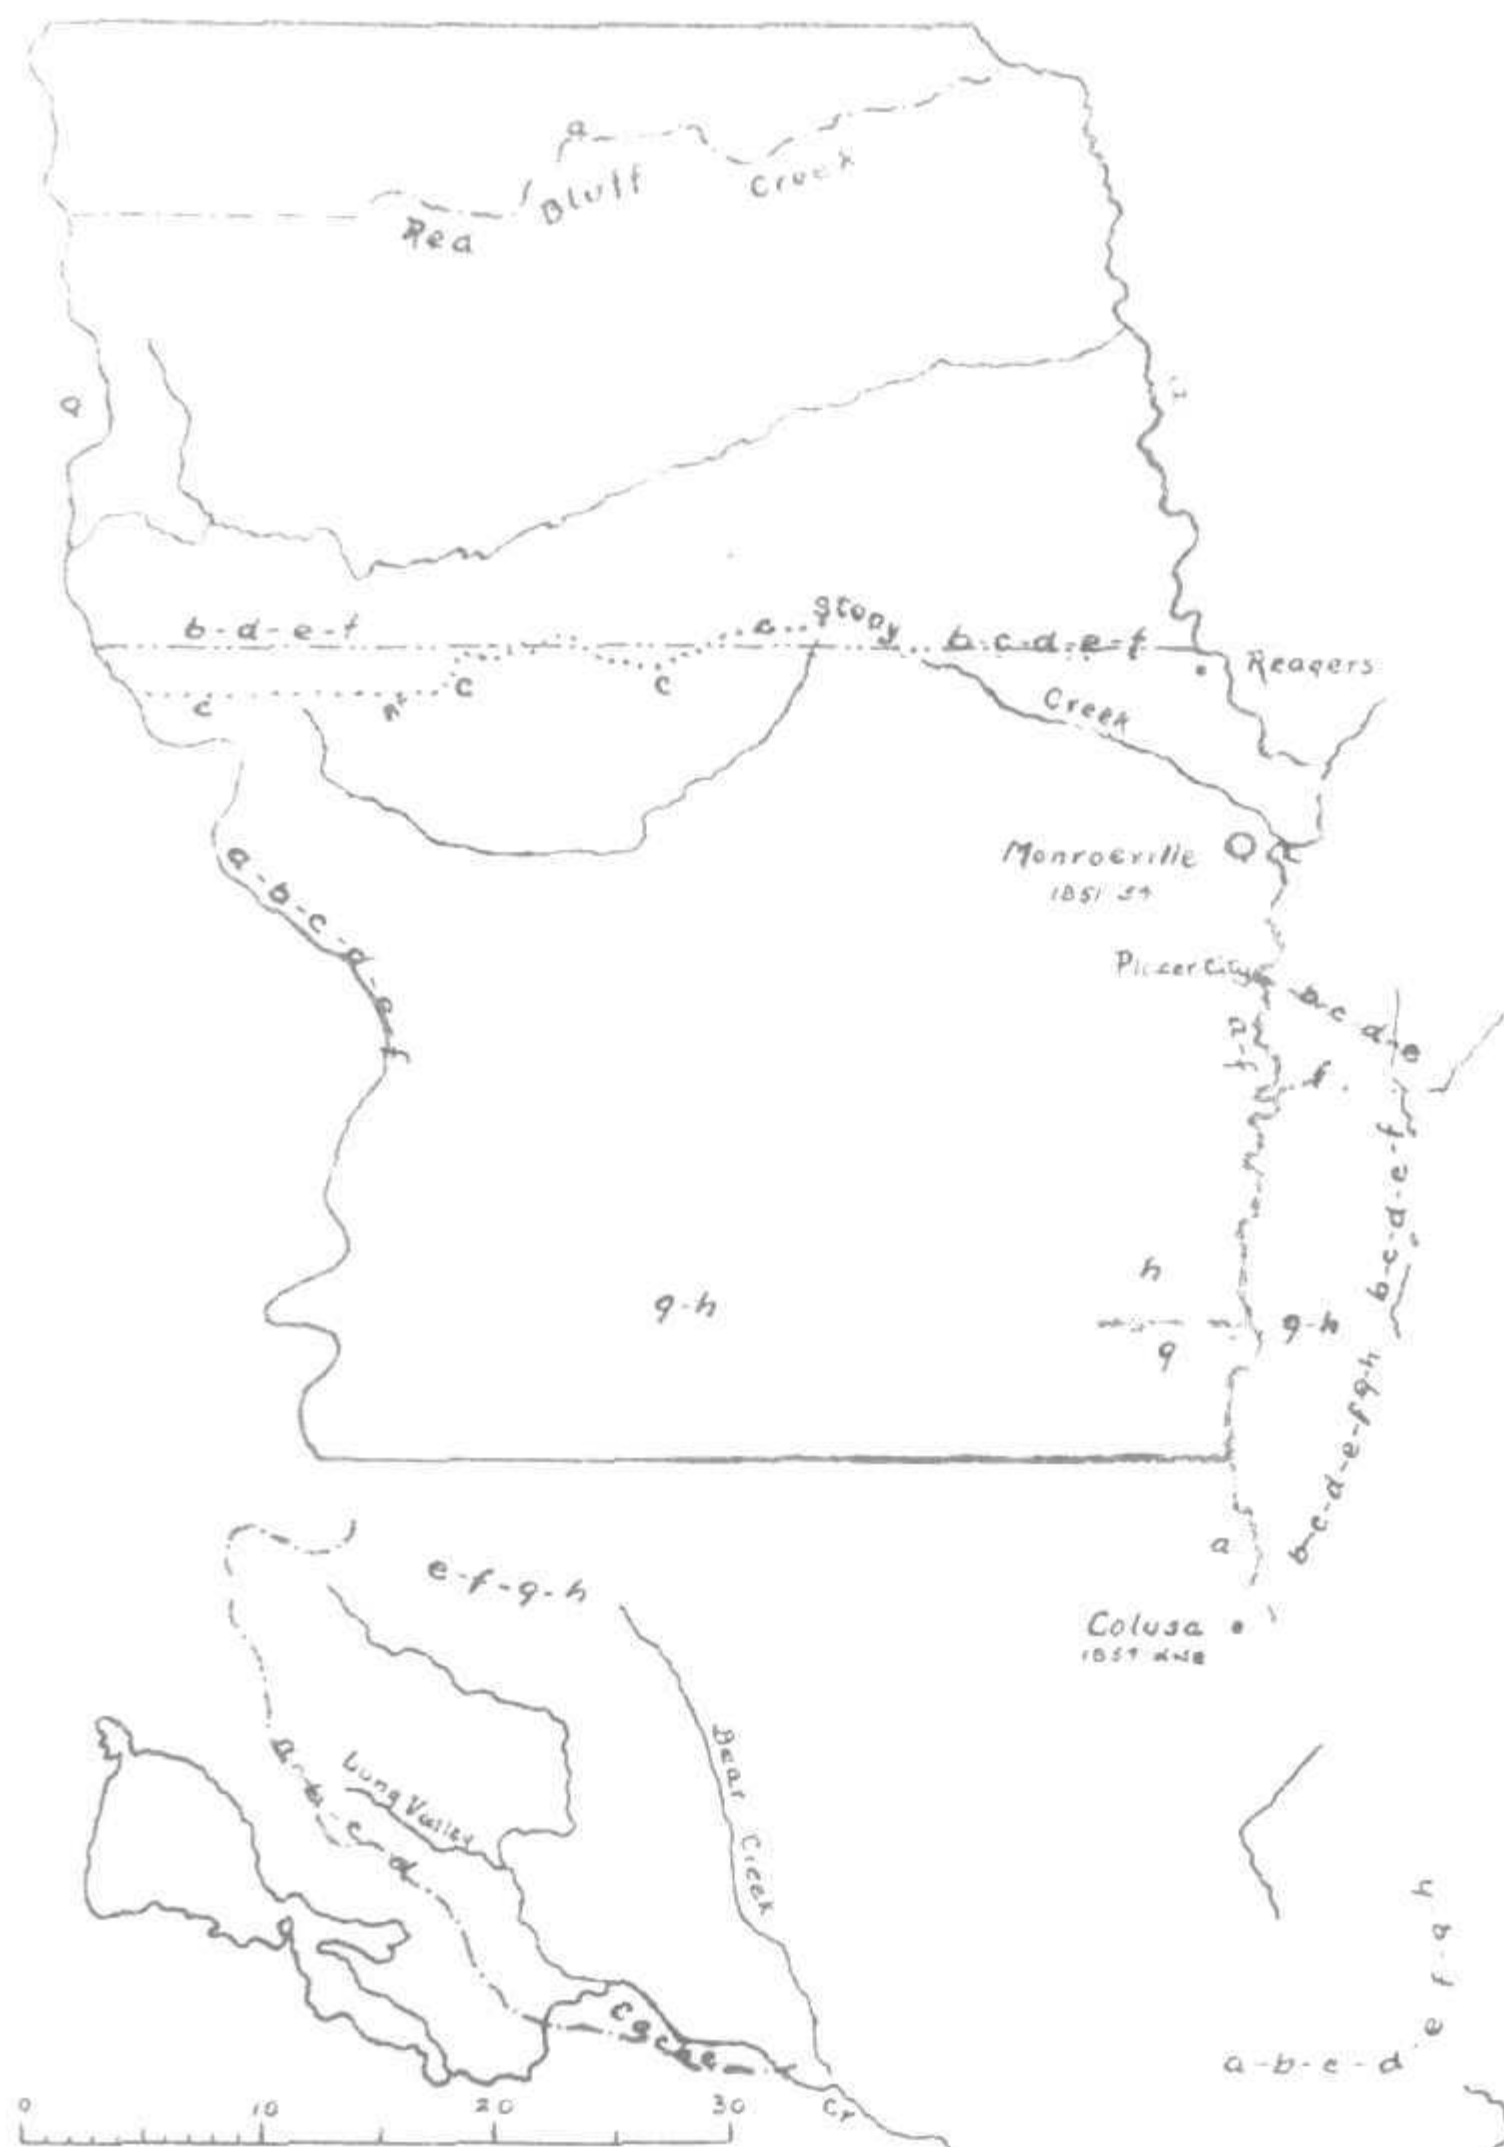 a
Rea Bluff Creek
a
b-d-e-f
c
Stony
b-c-d-e-f
Reagers
c
c
c
Creek
a-b-c-d-e-f
Monroeville
1851
Placer City
b-c-d-e
a-f
f
b-c-d-e-f
h
g-h
g-h
g
b-c-d-e-f-g-h
a
e-f-g-h
Colusa
a-b-c-d
Long Valley
Bear Creek
Cache
Cr
e f-g-h
a-b-c-d
0 10 20 30